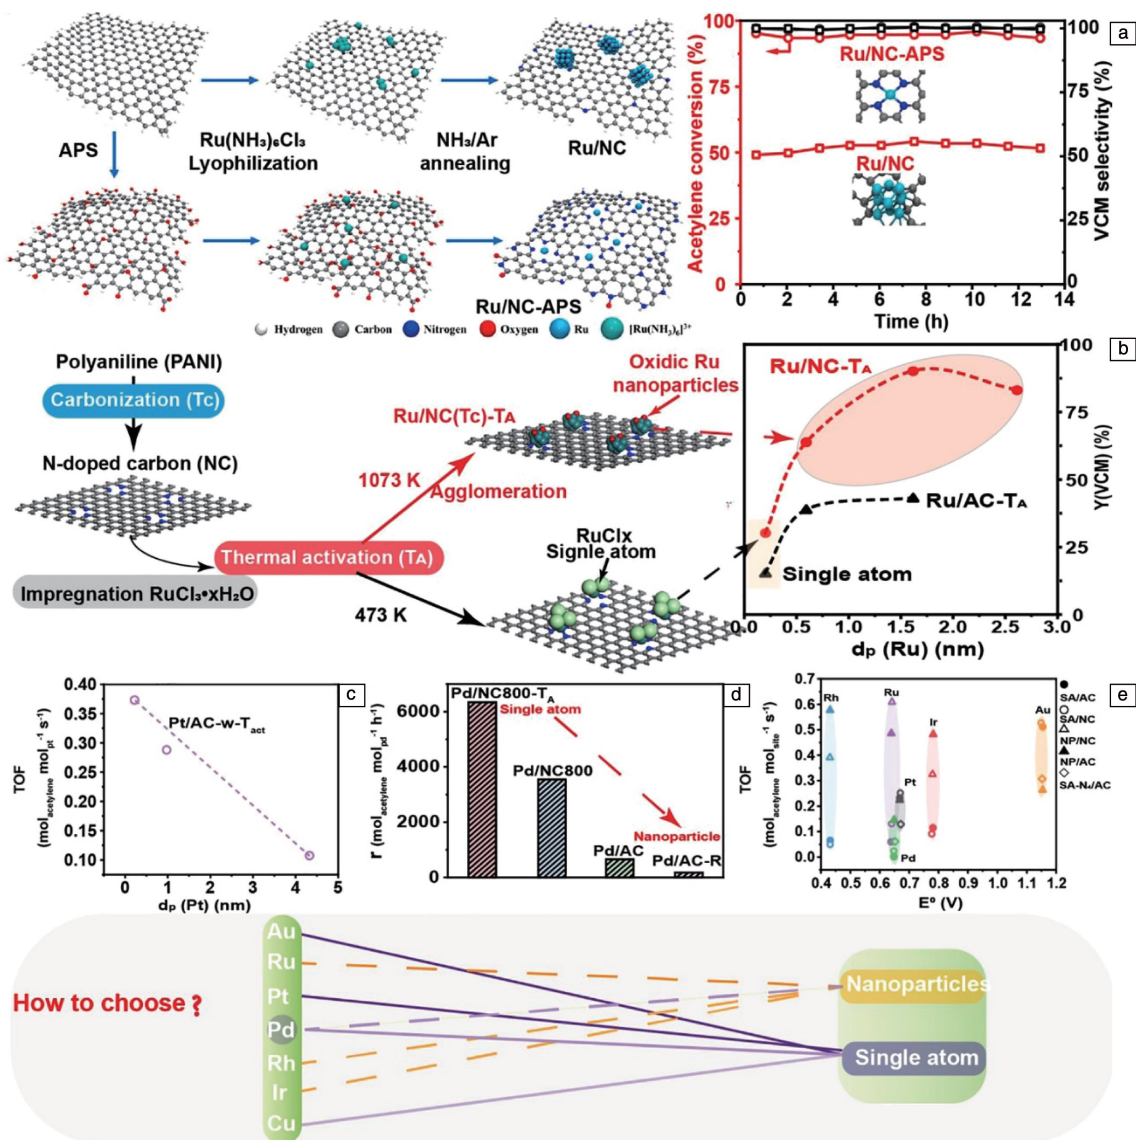 APS
Ru(NH₃)₆Cl₃
Lyophilization
NH₃/Ar
annealing
Ru/NC
Ru/NC-APS
Hydrogen
Carbon
Nitrogen
Oxygen
Ru
[Ru(NH₃)₆]³⁺
a
Acetylene conversion (%)
100
75
50
25
0
Ru/NC-APS
Ru/NC
100
75
50
25
0
VCM selectivity (%)
0 2 4 6 8 10 12 14
Time (h)
Polyaniline (PANI)
Carbonization (Tc)
N-doped carbon (NC)
Impregnation RuCl₃•xH₂O
Thermal activation (TA)
1073 K
Agglomeration
473 K
Ru/NC(Tc)-TA
Oxidic Ru
nanoparticles
RuClx
Signle atom
b
Ru/NC-TA
Ru/AC-TA
Single atom
100
75
50
25
0
Y(VCM) (%)
0.0 0.5 1.0 1.5 2.0 2.5 3.0
dₚ (Ru) (nm)
c
TOF
(mol_acetylene mol_pt⁻¹ s⁻¹)
0.40
0.35
0.30
0.25
0.20
0.15
0.10
Pt/AC-w-T_act
0 1 2 3 4 5
dₚ (Pt) (nm)
d
r (mol_acetylene mol_pd⁻¹ h⁻¹)
6000
4000
2000
0
Pd/NC800-T_A
Single atom
Pd/NC800
Nanoparticle
Pd/AC
Pd/AC-R
e
TOF
(mol_acetylene mol_site⁻¹ s⁻¹)
0.7
0.6
0.5
0.4
0.3
0.2
0.1
0.0
Rh
Ru
Ir
Pt
Pd
Au
SA/AC
SA/NC
NP/NC
NP/AC
SA-Nₓ/AC
0.4 0.5 0.6 0.7 0.8 0.9 1.0 1.1 1.2
Eº (V)
How to choose?
Au
Ru
Pt
Pd
Rh
Ir
Cu
Nanoparticles
Single atom